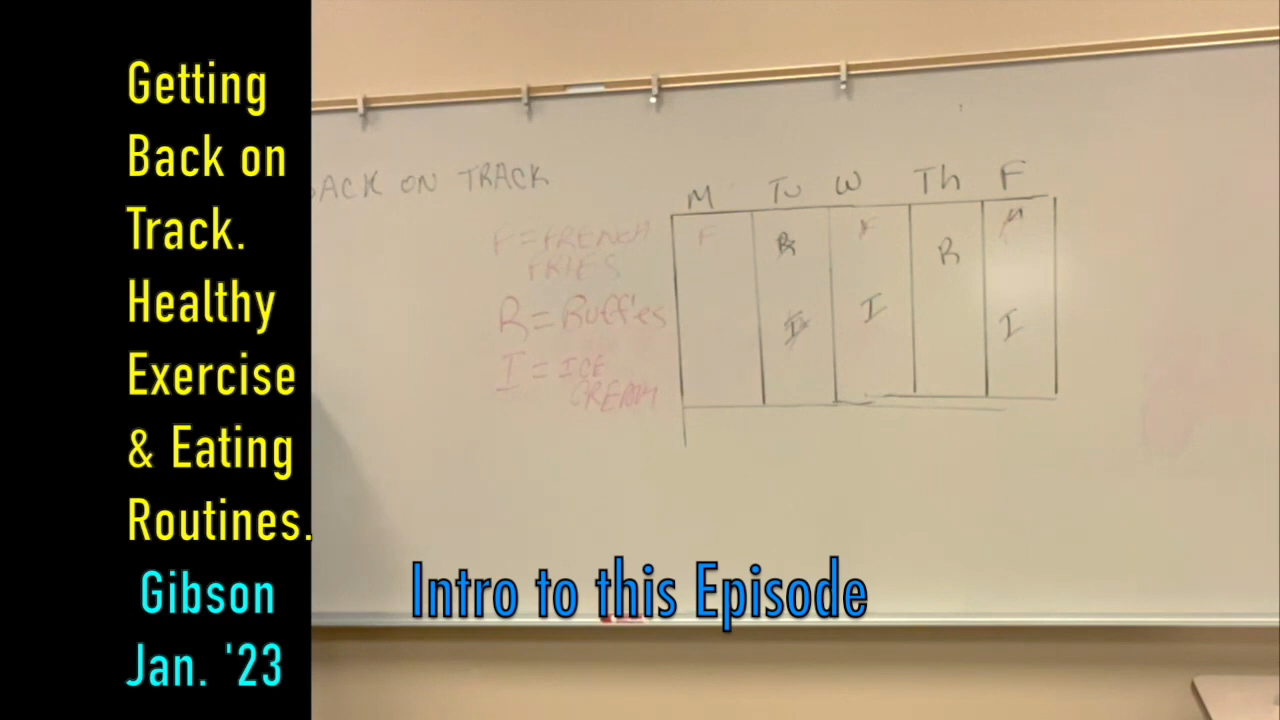 Getting
Back on
Track.
Healthy
Exercise
& Eating
Routines.
Gibson
Jan. '23
BACK ON TRACK
M Tu W Th F
F R F R
I I I
F = FRENCH
FRIES
R = Ruffles
I = ICE
CREAM
Intro to this Episode